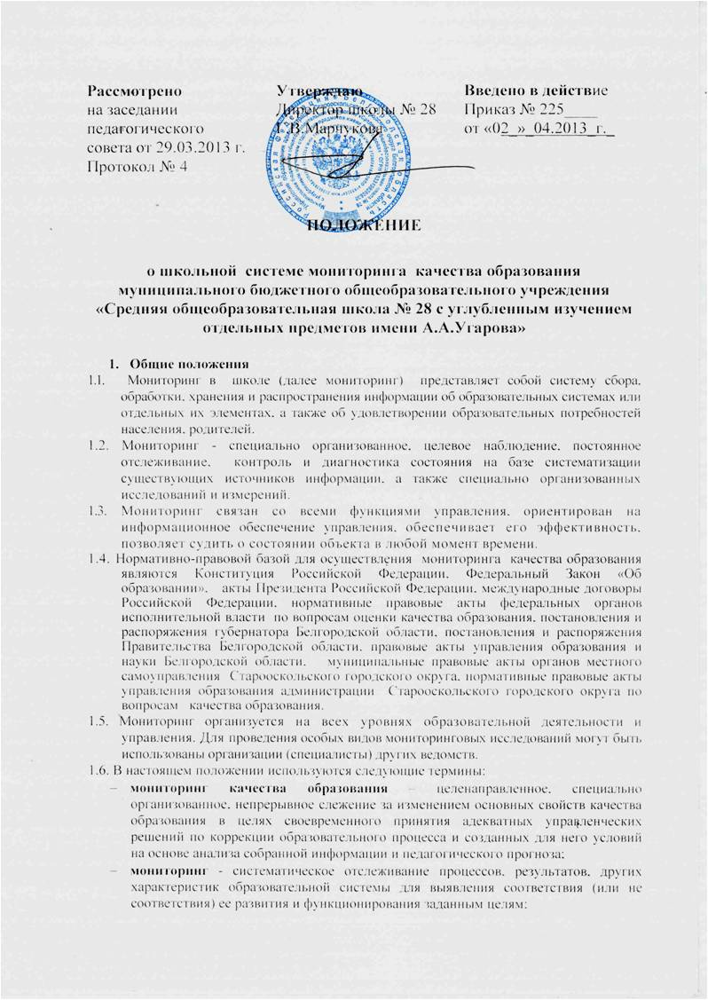 Рассмотрено
на заседании
педагогического
совета от 29.03.2013 г.
Протокол № 4
Утверждаю
Директор школы № 28
Г.В.Марчукова
Введено в действие
Приказ № 225____
от «02_»_04.2013_г._
ПОЛОЖЕНИЕ
о школьной системе мониторинга качества образования
муниципального бюджетного общеобразовательного учреждения
«Средняя общеобразовательная школа № 28 с углубленным изучением
отдельных предметов имени А.А.Угарова»
1. Общие положения
1.1. Мониторинг в школе (далее мониторинг) представляет собой систему сбора,
обработки, хранения и распространения информации об образовательных системах или
отдельных их элементах, а также об удовлетворении образовательных потребностей
населения, родителей.
1.2. Мониторинг - специально организованное, целевое наблюдение, постоянное
отслеживание, контроль и диагностика состояния на базе систематизации
существующих источников информации, а также специально организованных
исследований и измерений.
1.3. Мониторинг связан со всеми функциями управления, ориентирован на
информационное обеспечение управления, обеспечивает его эффективность,
позволяет судить о состоянии объекта в любой момент времени.
1.4. Нормативно-правовой базой для осуществления мониторинга качества образования
являются Конституция Российской Федерации, Федеральный Закон «Об
образовании», акты Президента Российской Федерации, международные договоры
Российской Федерации, нормативные правовые акты федеральных органов
исполнительной власти по вопросам оценки качества образования, постановления и
распоряжения губернатора Белгородской области, постановления и распоряжения
Правительства Белгородской области, правовые акты управления образования и
науки Белгородской области, муниципальные правовые акты органов местного
самоуправления Старооскольского городского округа, нормативные правовые акты
управления образования администрации Старооскольского городского округа по
вопросам качества образования.
1.5. Мониторинг организуется на всех уровнях образовательной деятельности и
управления. Для проведения особых видов мониторинговых исследований могут быть
использованы организации (специалисты) других ведомств.
1.6. В настоящем положении используются следующие термины:
– мониторинг качества образования – целенаправленное, специально
организованное, непрерывное слежение за изменением основных свойств качества
образования в целях своевременного принятия адекватных управленческих
решений по коррекции образовательного процесса и созданных для него условий
на основе анализа собранной информации и педагогического прогноза;
– мониторинг - систематическое отслеживание процессов, результатов, других
характеристик образовательной системы для выявления соответствия (или не
соответствия) ее развития и функционирования заданным целям;